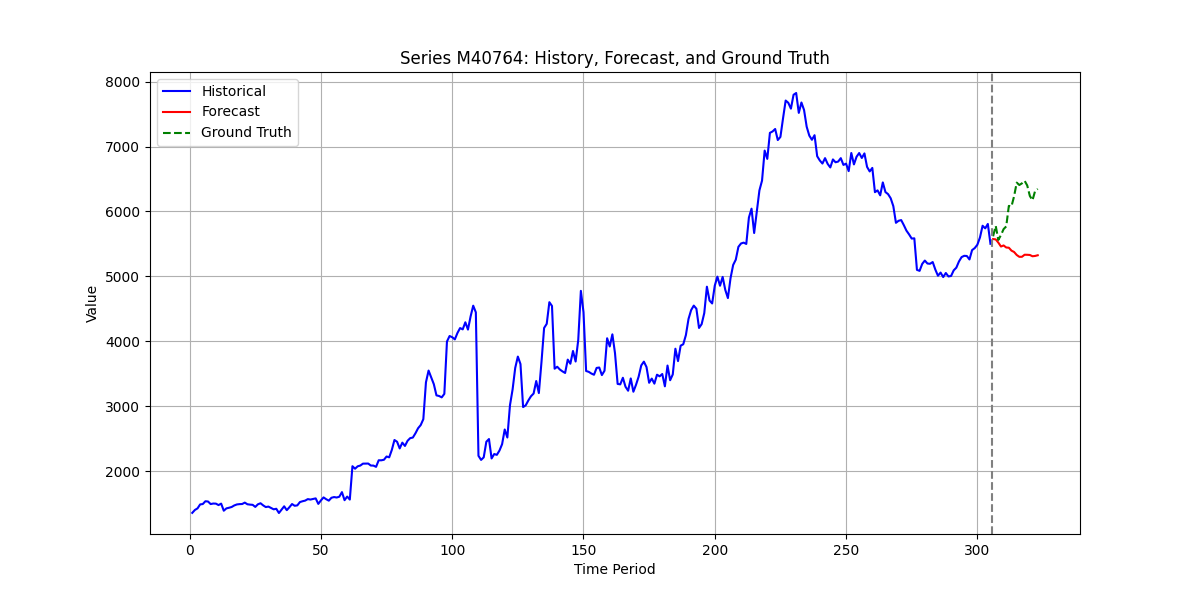 Series M40764: History, Forecast, and Ground Truth
Historical
Forecast
Ground Truth
8000
7000
6000
5000
4000
3000
2000
Value
0 50 100 150 200 250 300
Time Period